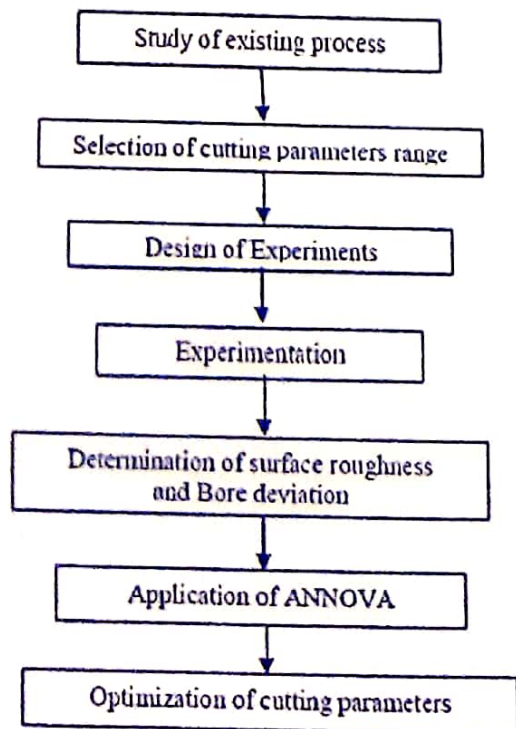 Study of existing process
Selection of cutting parameters range
Design of Experiments
Experimentation
Determination of surface roughness
and Bore deviation
Application of ANNOVA
Optimization of cutting parameters